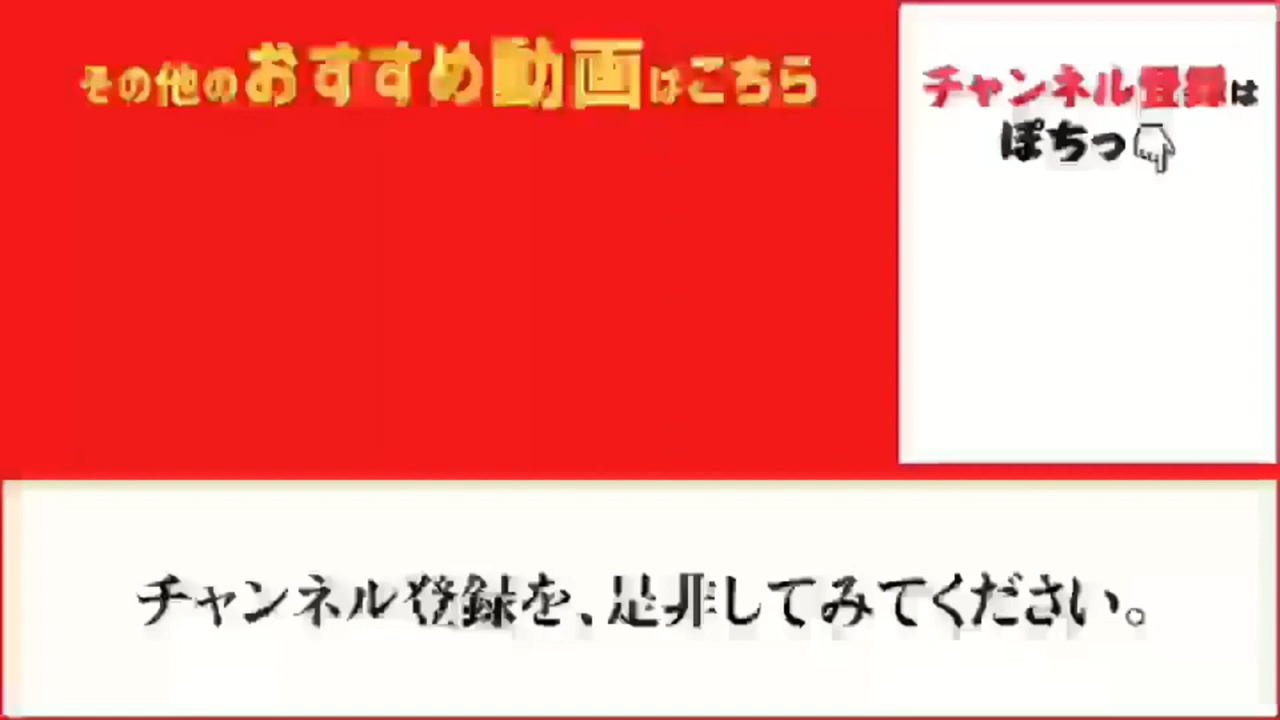 その他のおすすめ動画はこちら
チャンネル登録は
ぽちっ👇
チャンネル登録を、是非してみてください。